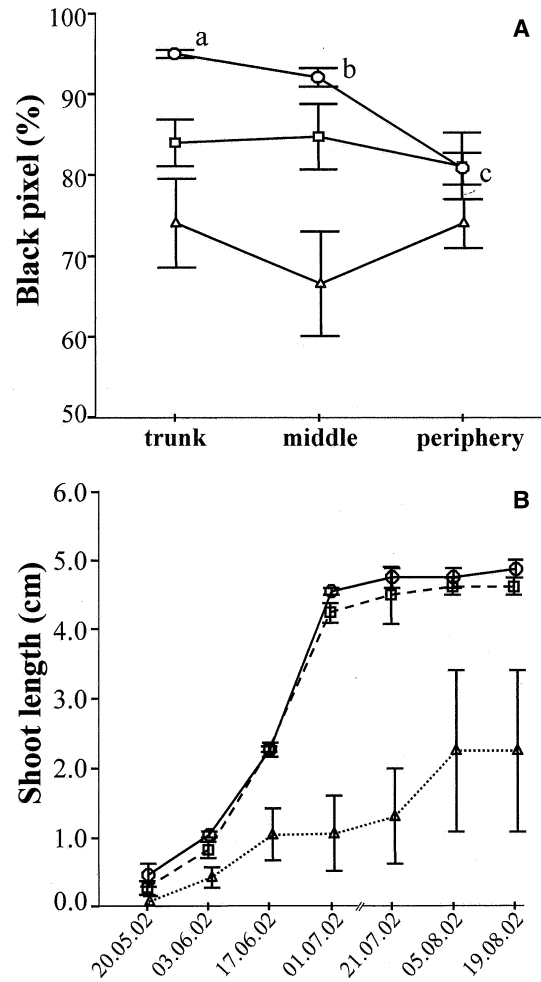 100
A
a
90
b
80
c
70
60
50
Black pixel (%)
trunk middle periphery
6.0
B
5.0
4.0
3.0
2.0
1.0
0.0
Shoot length (cm)
20.05.02 03.06.02 17.06.02 01.07.02 21.07.02 05.08.02 19.08.02